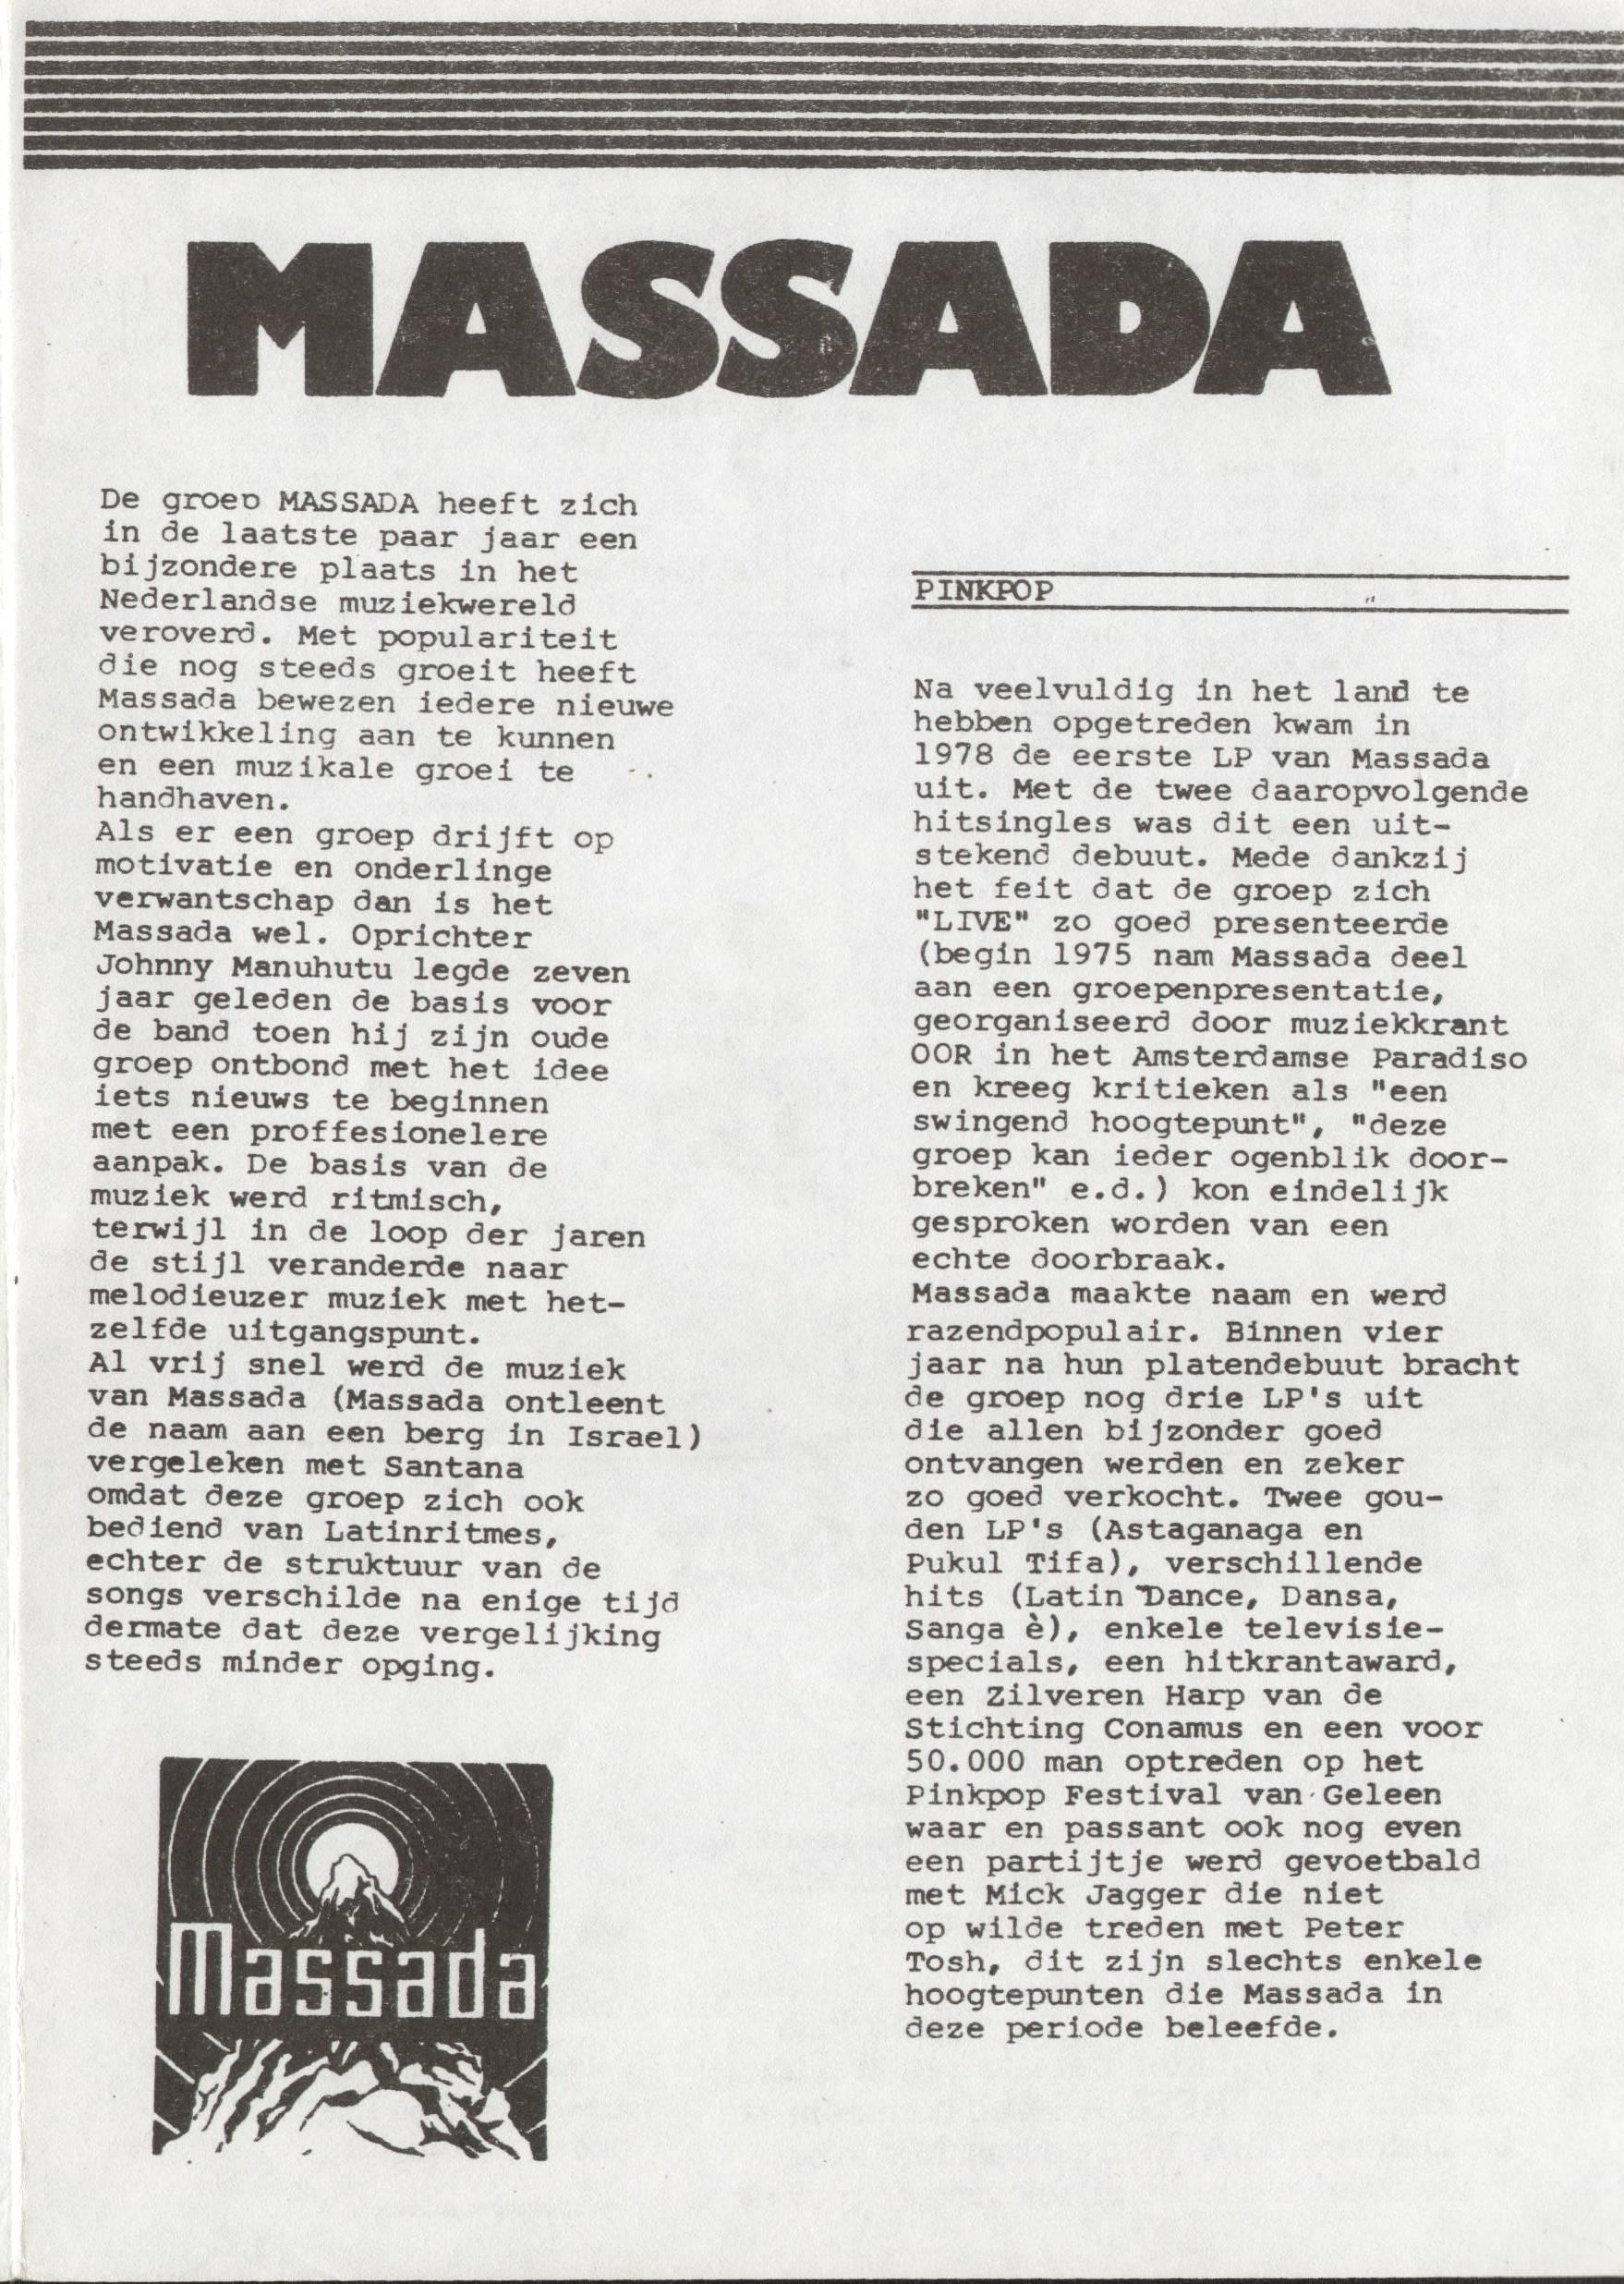 MASSADA
De groep MASSADA heeft zich
in de laatste paar jaar een
bijzondere plaats in het
Nederlandse muziekwereld
veroverd. Met populariteit
die nog steeds groeit heeft
Massada bewezen iedere nieuwe
ontwikkeling aan te kunnen
en een muzikale groei te
handhaven.
Als er een groep drijft op
motivatie en onderlinge
verwantschap dan is het
Massada wel. Oprichter
Johnny Manuhutu legde zeven
jaar geleden de basis voor
de band toen hij zijn oude
groep ontbond met het idee
iets nieuws te beginnen
met een proffesionelere
aanpak. De basis van de
muziek werd ritmisch,
terwijl in de loop der jaren
de stijl veranderde naar
melodieuzer muziek met het-
zelfde uitgangspunt.
Al vrij snel werd de muziek
van Massada (Massada ontleent
de naam aan een berg in Israel)
vergeleken met Santana
omdat deze groep zich ook
bediend van Latinritmes,
echter de struktuur van de
songs verschilde na enige tijd
dermate dat deze vergelijking
steeds minder opging.
Massada
PINKPOP
Na veelvuldig in het land te
hebben opgetreden kwam in
1978 de eerste LP van Massada
uit. Met de twee daaropvolgende
hitsingles was dit een uit-
stekend debuut. Mede dankzij
het feit dat de groep zich
"LIVE" zo goed presenteerde
(begin 1975 nam Massada deel
aan een groepenpresentatie,
georganiseerd door muziekkrant
OOR in het Amsterdamse Paradiso
en kreeg kritieken als "een
swingend hoogtepunt", "deze
groep kan ieder ogenblik door-
breken" e.d.) kon eindelijk
gesproken worden van een
echte doorbraak.
Massada maakte naam en werd
razendpopulair. Binnen vier
jaar na hun platendebuut bracht
de groep nog drie LP's uit
die allen bijzonder goed
ontvangen werden en zeker
zo goed verkocht. Twee gou-
den LP's (Astaganaga en
Pukul Tifa), verschillende
hits (Latin Dance, Dansa,
Sanga è), enkele televisie-
specials, een hitkrantaward,
een Zilveren Harp van de
Stichting Conamus en een voor
50.000 man optreden op het
Pinkpop Festival van Geleen
waar en passant ook nog even
een partijtje werd gevoetbald
met Mick Jagger die niet
op wilde treden met Peter
Tosh, dit zijn slechts enkele
hoogtepunten die Massada in
deze periode beleefde.